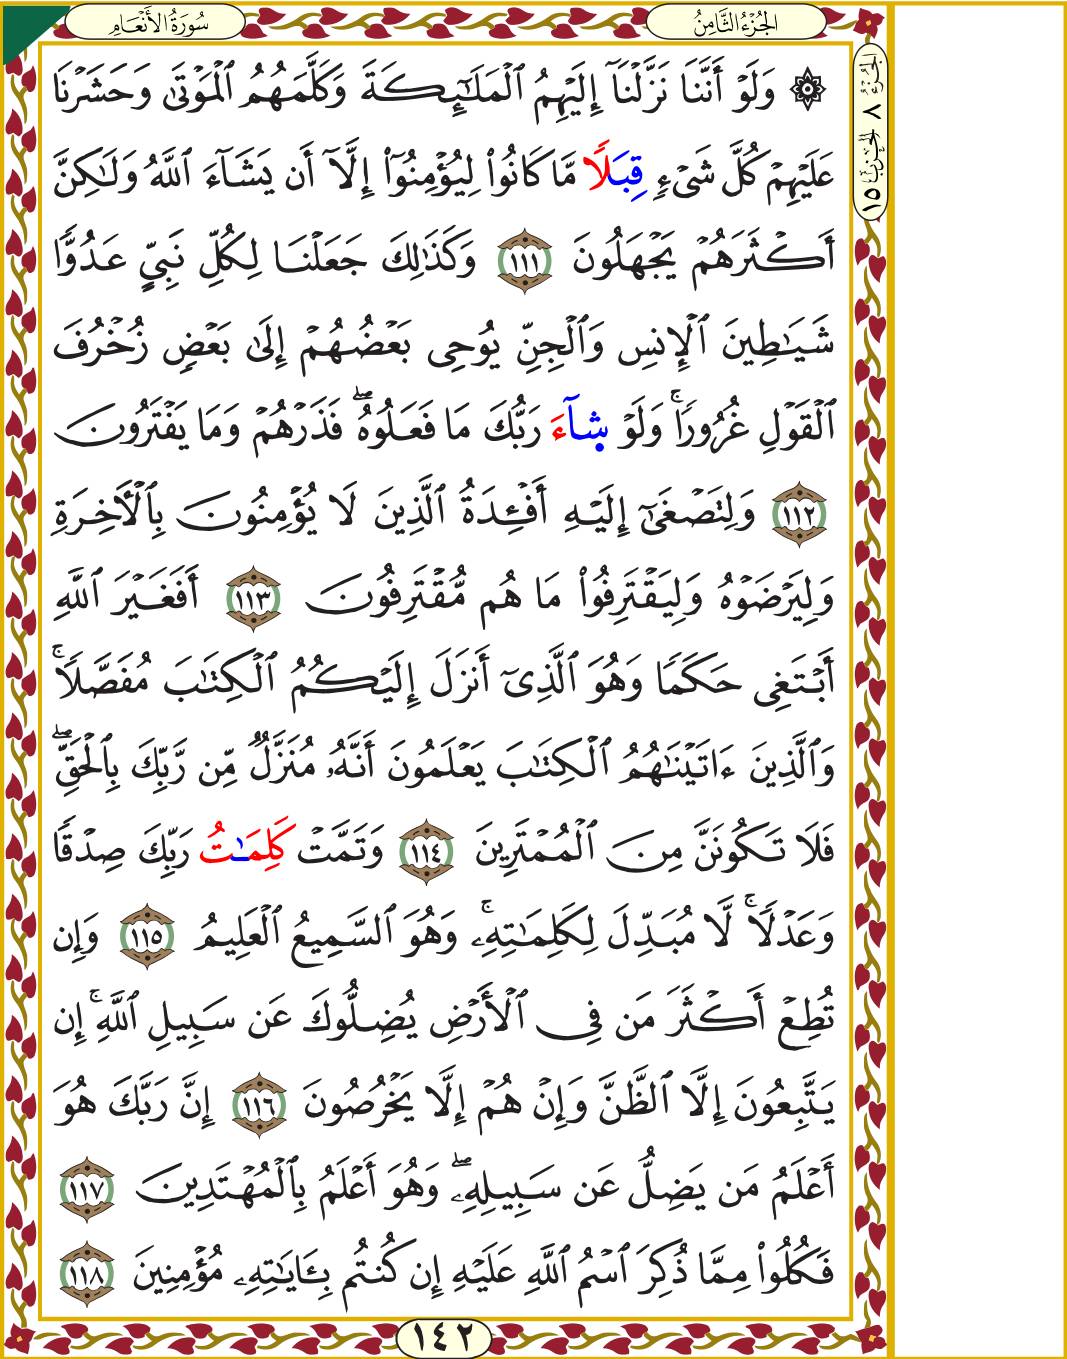 سُورَةُ الأَنْعَامِ
الجُزْءُ الثَّامِنُ
الجزء ٨ الحزب ١٥
۞ وَلَوۡ أَنَّنَا نَزَّلۡنَآ إِلَيۡهِمُ ٱلۡمَلَٰٓئِكَةَ وَكَلَّمَهُمُ ٱلۡمَوۡتَىٰ وَحَشَرۡنَا
عَلَيۡهِمۡ كُلَّ شَيۡءٖ قِبَلٗا مَّا كَانُواْ لِيُؤۡمِنُوٓاْ إِلَّآ أَن يَشَآءَ ٱللَّهُ وَلَٰكِنَّ
أَكۡثَرَهُمۡ يَجۡهَلُونَ ١١١ وَكَذَٰلِكَ جَعَلۡنَا لِكُلِّ نَبِيٍّ عَدُوّٗا
شَيَٰطِينَ ٱلۡإِنسِ وَٱلۡجِنِّ يُوحِي بَعۡضُهُمۡ إِلَىٰ بَعۡضٖ زُخۡرُفَ
ٱلۡقَوۡلِ غُرُورٗاۚ وَلَوۡ شَآءَ رَبُّكَ مَا فَعَلُوهُۖ فَذَرۡهُمۡ وَمَا يَفۡتَرُونَ
١١٢ وَلِتَصۡغَىٰٓ إِلَيۡهِ أَفۡـِٔدَةُ ٱلَّذِينَ لَا يُؤۡمِنُونَ بِٱلۡأٓخِرَةِ
وَلِيَرۡضَوۡهُ وَلِيَقۡتَرِفُواْ مَا هُم مُّقۡتَرِفُونَ ١١٣ أَفَغَيۡرَ ٱللَّهِ
أَبۡتَغِي حَكَمٗا وَهُوَ ٱلَّذِيٓ أَنزَلَ إِلَيۡكُمُ ٱلۡكِتَٰبَ مُفَصَّلٗاۚ
وَٱلَّذِينَ ءَاتَيۡنَٰهُمُ ٱلۡكِتَٰبَ يَعۡلَمُونَ أَنَّهُۥ مُنَزَّلٞ مِّن رَّبِّكَ بِٱلۡحَقِّۖ
فَلَا تَكُونَنَّ مِنَ ٱلۡمُمۡتَرِينَ ١١٤ وَتَمَّتۡ كَلِمَٰتُ رَبِّكَ صِدۡقٗا
وَعَدۡلٗاۚ لَّا مُبَدِّلَ لِكَلِمَٰتِهِۦۚ وَهُوَ ٱلسَّمِيعُ ٱلۡعَلِيمُ ١١٥ وَإِن
تُطِعۡ أَكۡثَرَ مَن فِي ٱلۡأَرۡضِ يُضِلُّوكَ عَن سَبِيلِ ٱللَّهِۚ إِن
يَتَّبِعُونَ إِلَّا ٱلظَّنَّ وَإِنۡ هُمۡ إِلَّا يَخۡرُصُونَ ١١٦ إِنَّ رَبَّكَ هُوَ
أَعۡلَمُ مَن يَضِلُّ عَن سَبِيلِهِۦۖ وَهُوَ أَعۡلَمُ بِٱلۡمُهۡتَدِينَ ١١٧
فَكُلُواْ مِمَّا ذُكِرَ ٱسۡمُ ٱللَّهِ عَلَيۡهِ إِن كُنتُم بِـَٔايَٰتِهِۦ مُؤۡمِنِينَ ١١٨
١٤٢